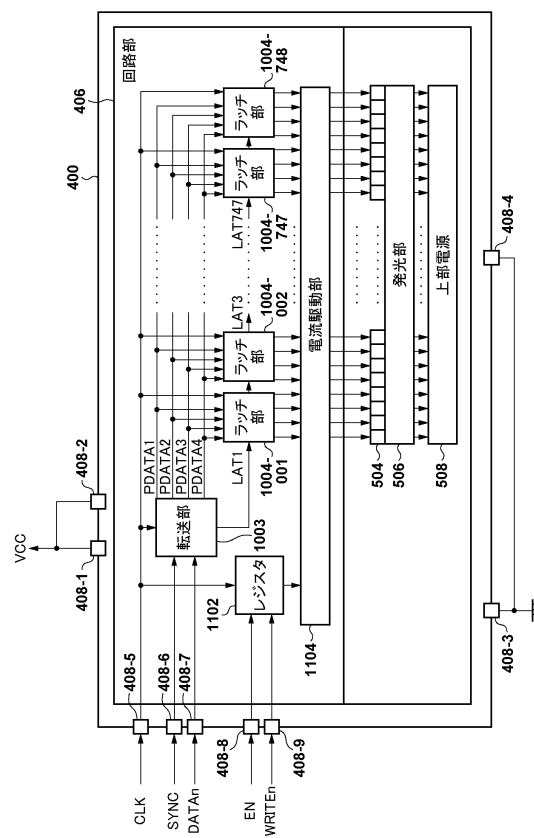 400
406
回路部
VCC
408-1
408-2
CLK
408-5
SYNC
408-6
DATAn
408-7
EN
408-8
WRITEn
408-9
転送部
1003
PDATA1
PDATA2
PDATA3
PDATA4
LAT1
ラッチ部
1004-001
ラッチ部
1004-002
LAT3
LAT747
ラッチ部
1004-747
ラッチ部
1004-748
1102
レジスタ
1104
電流駆動部
504
506
発光部
508
上部電源
408-3
408-4